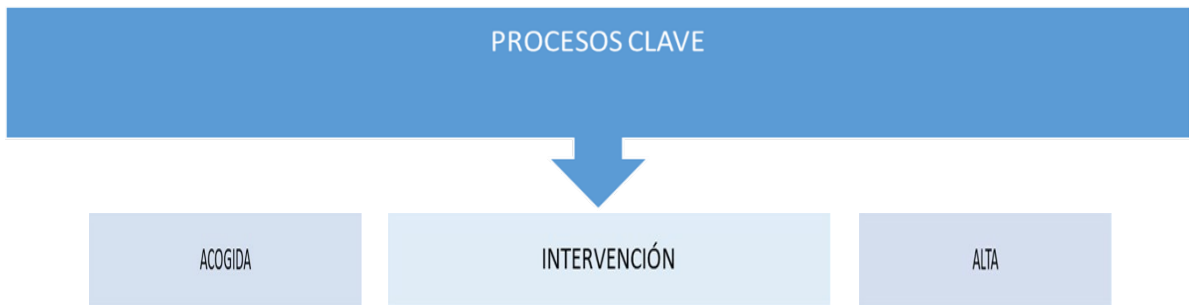 PROCESOS CLAVE
ACOGIDA
INTERVENCIÓN
ALTA